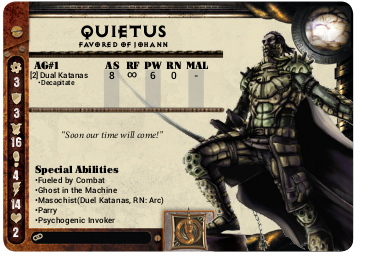 QUIETUS
FAVORED OF JOHANN
AG#1 AS RF PW RN MAL
[2] Dual Katanas 8 ∞ 6 0 -
•Decapitate
3
3
16
4
14
2
"Soon our time will come!"
Special Abilities
•Fueled by Combat
•Ghost in the Machine
•Masochist(Dual Katanas, RN: Arc)
•Parry
•Psychogenic Invoker